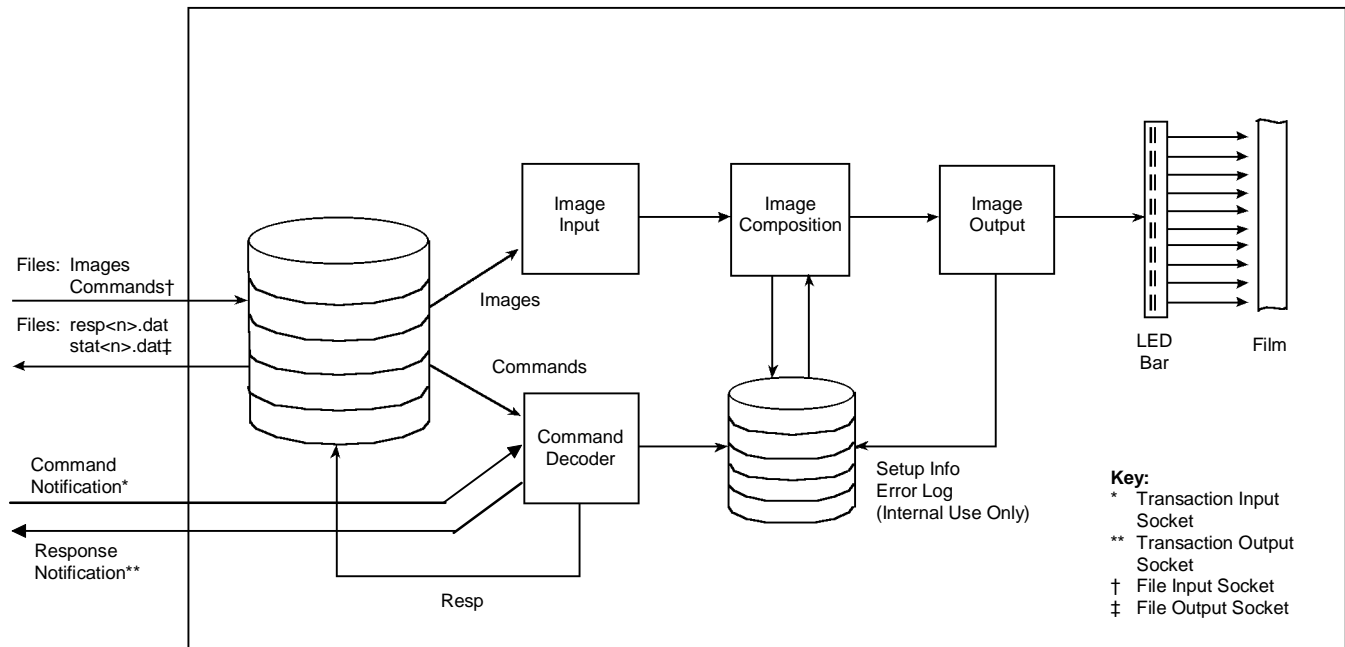 Image
Input
Image
Composition
Image
Output
Files: Images
Commands†
Images
Files: resp<n>.dat
stat<n>.dat‡
LED
Bar
Film
Commands
Command
Decoder
Command
Notification*
Setup Info
Error Log
(Internal Use Only)
Response
Notification**
Resp
Key:
* Transaction Input
Socket
** Transaction Output
Socket
† File Input Socket
‡ File Output Socket